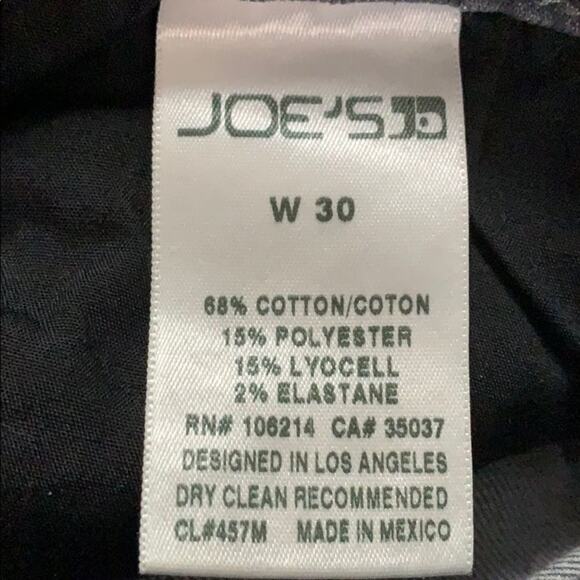 JOE'S
W 30
68% COTTON/COTON
15% POLYESTER
15% LYOCELL
2% ELASTANE
RN# 106214 CA# 35037
DESIGNED IN LOS ANGELES
DRY CLEAN RECOMMENDED
CL#457M MADE IN MEXICO